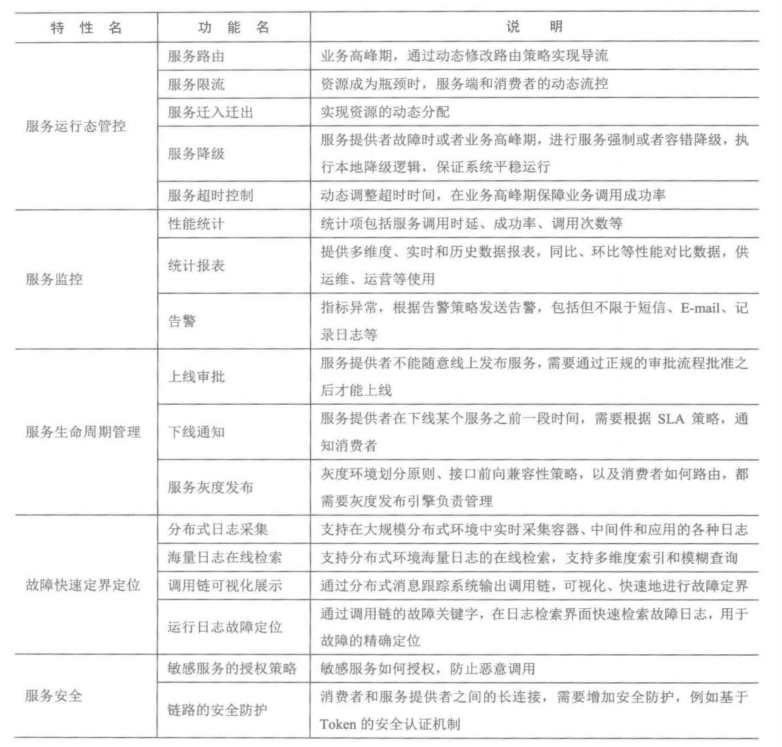 特 性 名 功 能 名 说 明
服务运行态管控
服务路由 业务高峰期，通过动态修改路由策略实现导流
服务限流 资源成为瓶颈时，服务端和消费者的动态流控
服务迁入迁出 实现资源的动态分配
服务降级 服务提供者故障时或者业务高峰期，进行服务强制或者容错降级，执
行本地降级逻辑，保证系统平稳运行
服务超时控制 动态调整超时时间，在业务高峰期保障业务调用成功率
服务监控
性能统计 统计项包括服务调用时延、成功率、调用次数等
统计报表 提供多维度、实时和历史数据报表，同比、环比等性能对比数据，供
运维、运营等使用
告警 指标异常，根据告警策略发送告警，包括但不限于短信、E-mail、记
录日志等
服务生命周期管理
上线审批 服务提供者不能随意线上发布服务，需要通过正规的审批流程批准之
后才能上线
下线通知 服务提供者在下线某个服务之前一段时间，需要根据 SLA 策略，通
知消费者
服务灰度发布 灰度环境划分原则、接口前向兼容性策略，以及消费者如何路由，都
需要灰度发布引擎负责管理
故障快速定界定位
分布式日志采集 支持在大规模分布式环境中实时采集容器、中间件和应用的各种日志
海量日志在线检索 支持分布式环境海量日志的在线检索，支持多维度索引和模糊查询
调用链可视化展示 通过分布式消息跟踪系统输出调用链，可视化、快速地进行故障定界
运行日志故障定位 通过调用链的故障关键字，在日志检索界面快速检索故障日志，用于
故障的精确定位
服务安全
敏感服务的授权策略 敏感服务如何授权，防止恶意调用
链路的安全防护 消费者和服务提供者之间的长连接，需要增加安全防护，例如基于
Token 的安全认证机制